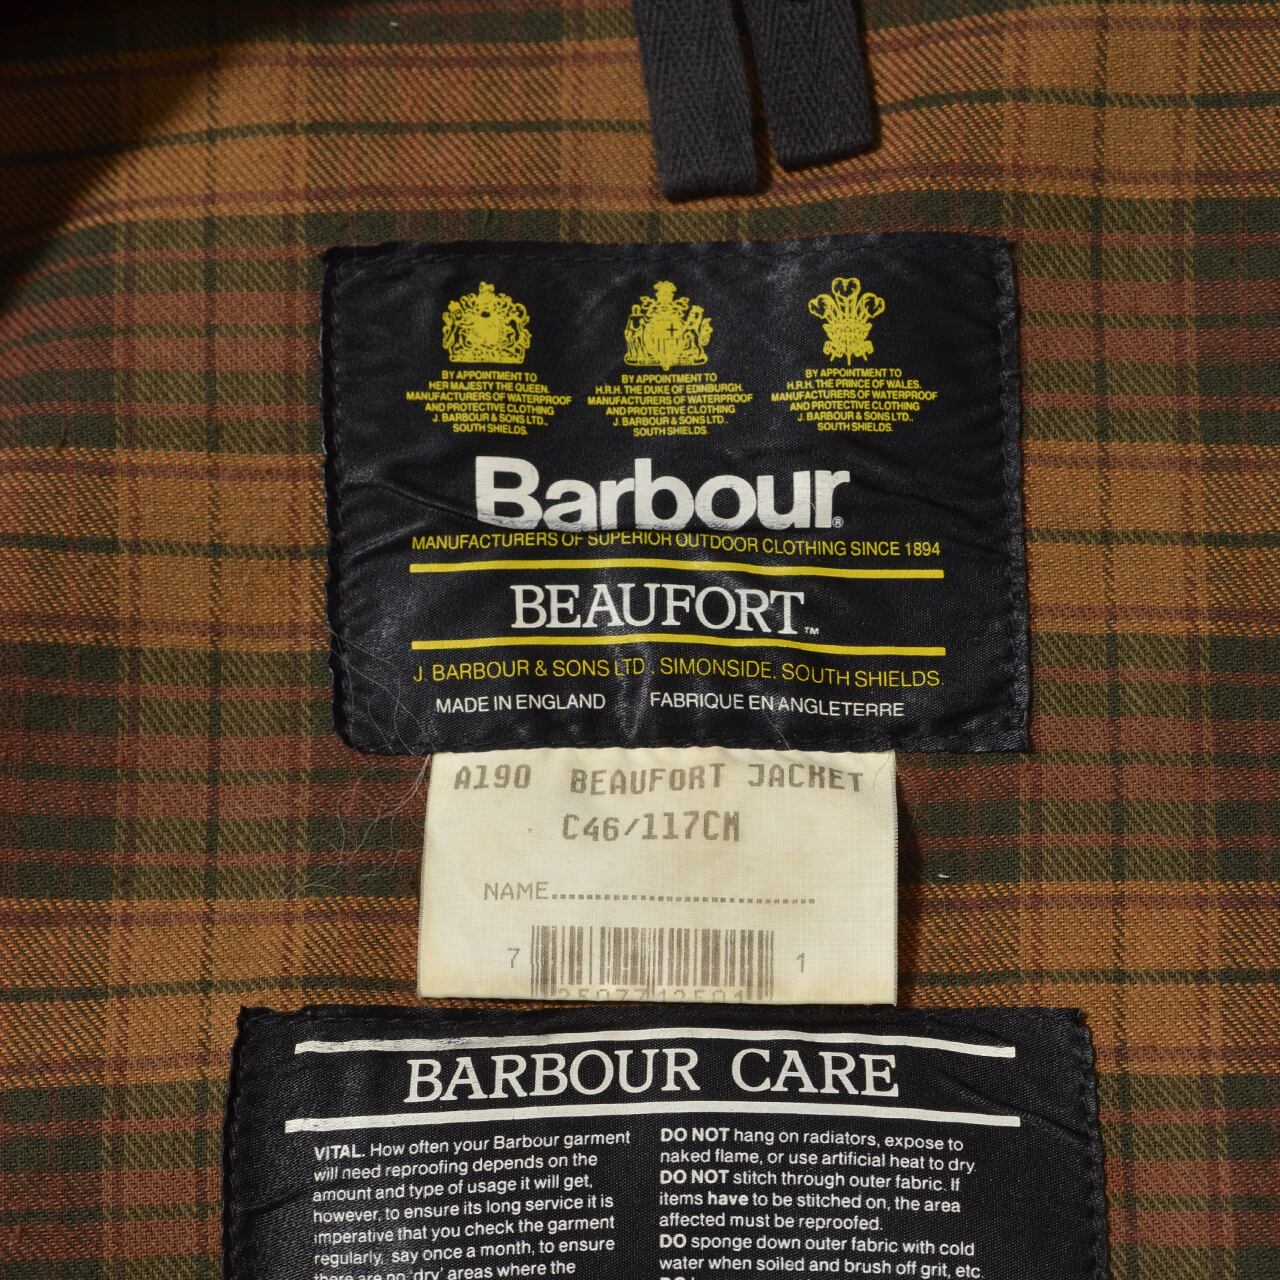 BY APPOINTMENT TO
HER MAJESTY THE QUEEN.
MANUFACTURERS OF WATERPROOF
AND PROTECTIVE CLOTHING
J. BARBOUR & SONS LTD.,
SOUTH SHIELDS.
BY APPOINTMENT TO
H.R.H. THE DUKE OF EDINBURGH.
MANUFACTURERS OF WATERPROOF
AND PROTECTIVE CLOTHING
J. BARBOUR & SONS LTD.,
SOUTH SHIELDS.
BY APPOINTMENT TO
H.R.H. THE PRINCE OF WALES.
MANUFACTURERS OF WATERPROOF
AND PROTECTIVE CLOTHING
J. BARBOUR & SONS LTD.,
SOUTH SHIELDS.
Barbour®
MANUFACTURERS OF SUPERIOR OUTDOOR CLOTHING SINCE 1894
BEAUFORT™
J. BARBOUR & SONS LTD. SIMONSIDE. SOUTH SHIELDS.
MADE IN ENGLAND FABRIQUE EN ANGLETERRE
A190 BEAUFORT JACKET
C46/117CM
NAME................................
7 1
BARBOUR CARE
VITAL. How often your Barbour garment
will need reproofing depends on the
amount and type of usage it will get,
however, to ensure its long service it is
imperative that you check the garment
regularly, say once a month, to ensure
there are no 'dry' areas where the
DO NOT hang on radiators, expose to
naked flame, or use artificial heat to dry.
DO NOT stitch through outer fabric. If
items have to be stitched on, the area
affected must be reproofed.
DO sponge down outer fabric with cold
water when soiled and brush off grit, etc.
DO